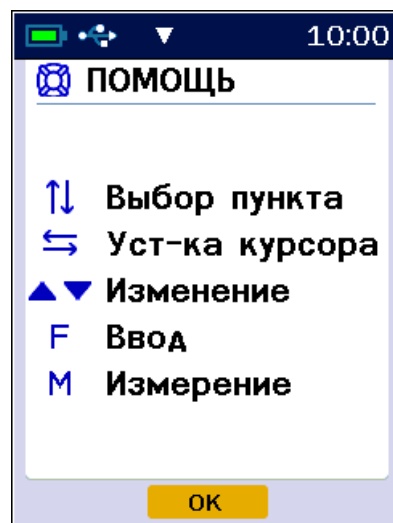 10:00
ПОМОЩЬ
Выбор пункта
Уст-ка курсора
Изменение
F Ввод
M Измерение
OK